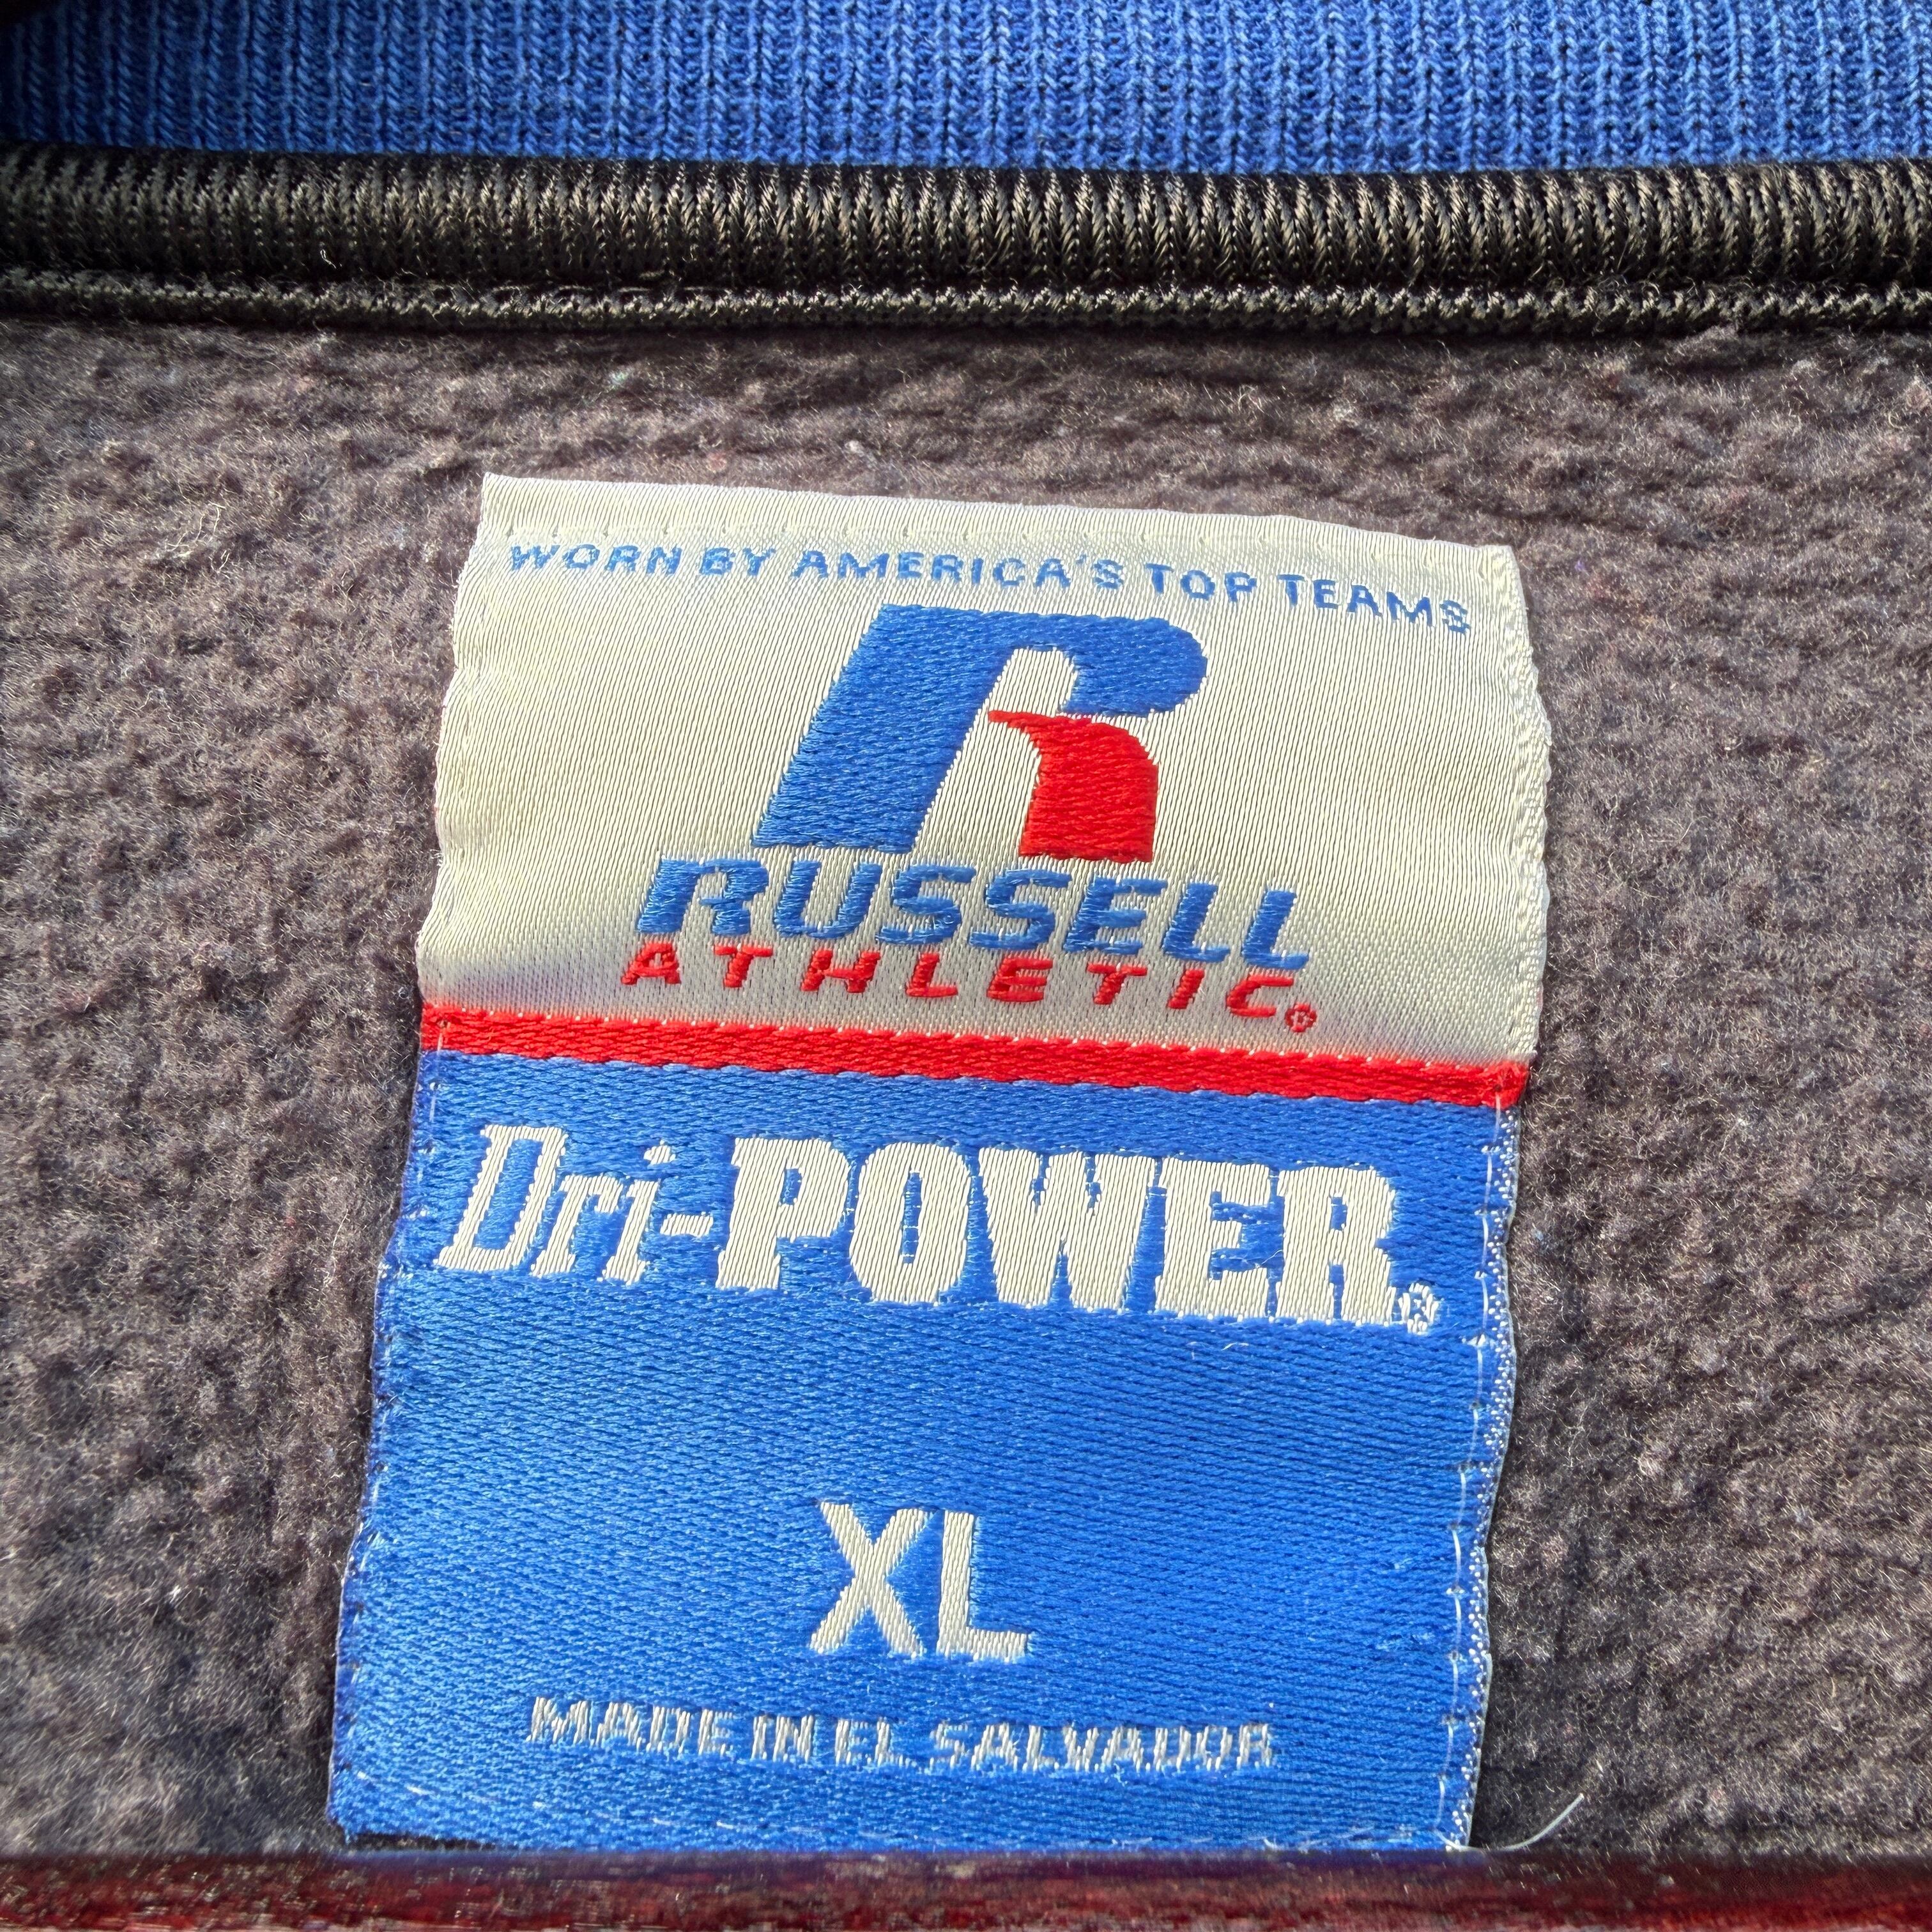 WORN BY AMERICA'S TOP TEAMS
RUSSELL
ATHLETIC®
Dri-POWER®
XL
MADE IN EL SALVADOR